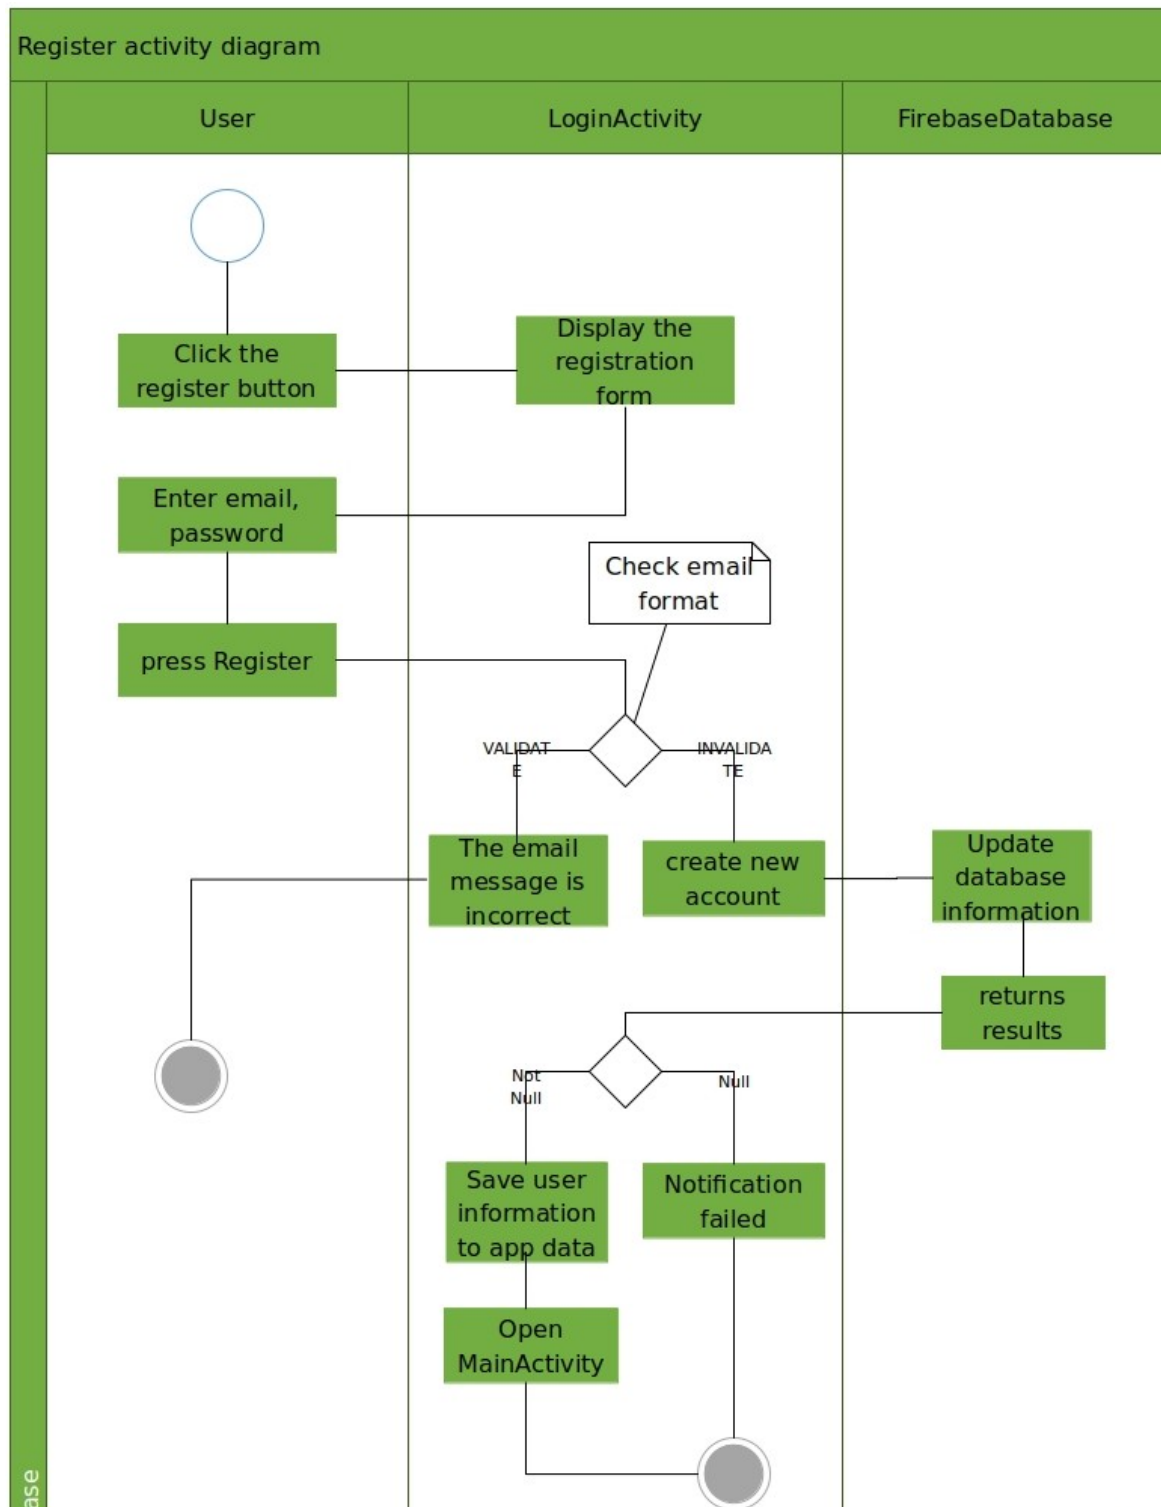 Register activity diagram
User
LoginActivity
FirebaseDatabase
Click the
register button
Display the
registration
form
Enter email,
password
Check email
format
press Register
VALIDAT
E
INVALIDA
TE
The email
message is
incorrect
create new
account
Update
database
information
returns
results
Not
Null
Null
Save user
information
to app data
Notification
failed
Open
MainActivity
ase